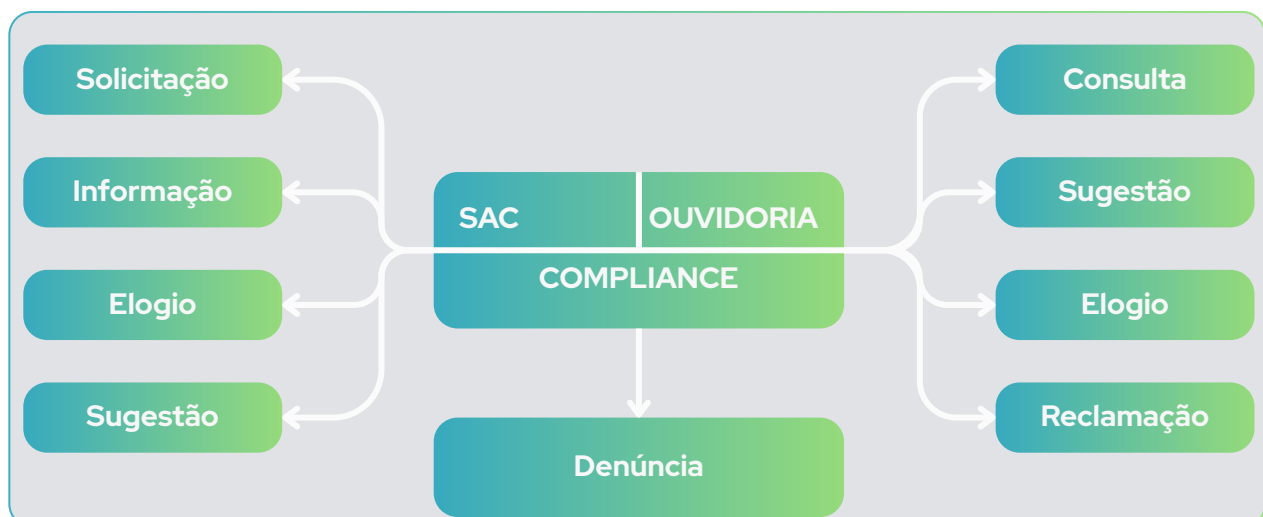 Solicitação
Informação
Elogio
Sugestão
SAC
OUVIDORIA
COMPLIANCE
Denúncia
Consulta
Sugestão
Elogio
Reclamação